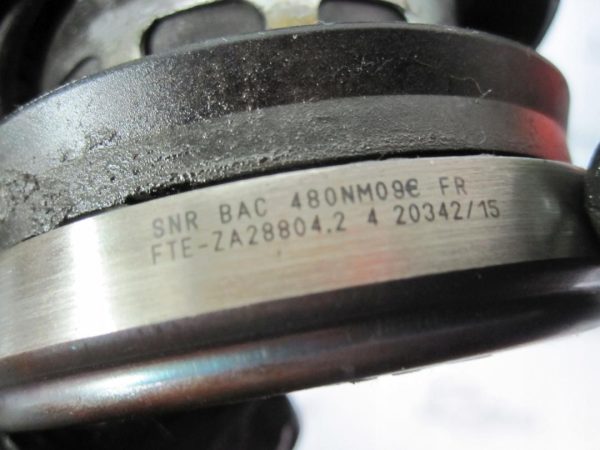 SNR BAC 480NM09€ FR
FTE-ZA28804.2 4 20342/15